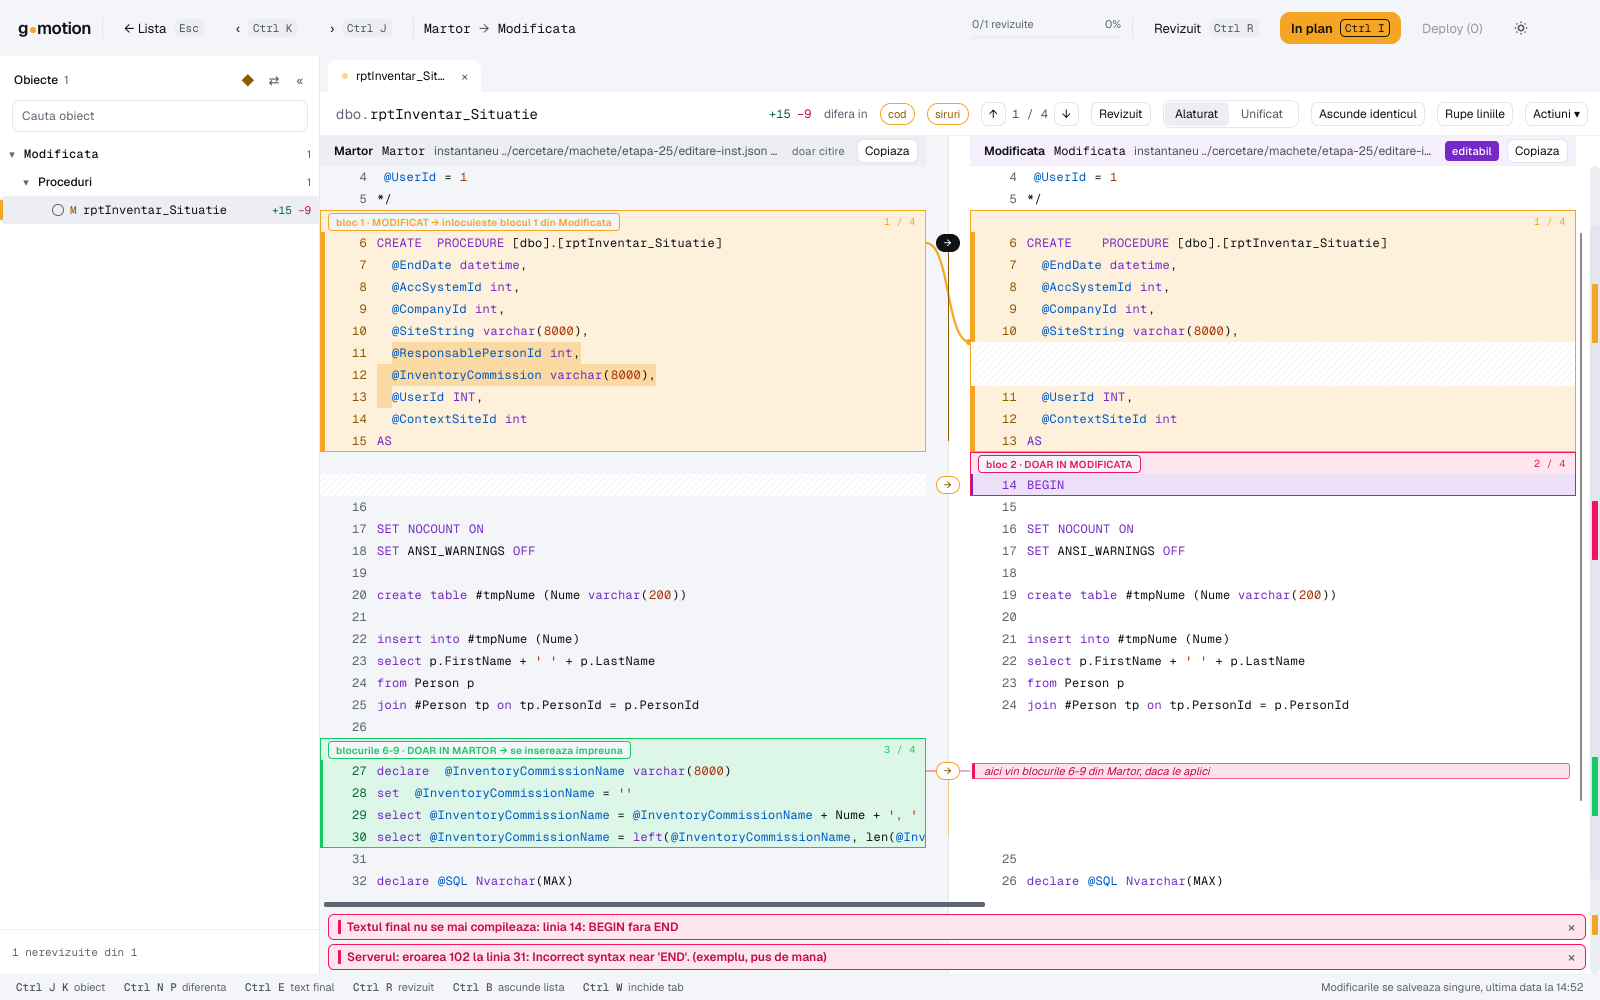 g•motion
← Lista Esc ‹ Ctrl K › Ctrl J Martor → Modificata 0/1 revizuite 0% Revizuit Ctrl R In plan Ctrl I Deploy (0)
Obiecte 1 ⇄ «
Cauta obiect
▾ Modificata 1
▾ Proceduri 1
M rptInventar_Situatie +15 −9
1 nerevizuite din 1
rptInventar_Sit… ×
dbo.rptInventar_Situatie +15 −9 difera in cod siruri ↑ 1 / 4 ↓ Revizuit Alaturat Unificat Ascunde identicul Rupe liniile Actiuni ▾
Martor Martor instantaneu ../cercetare/machete/etapa-25/editare-inst.json … doar citire Copiaza
4 @UserId = 1
5 */
bloc 1 · MODIFICAT → inlocuieste blocul 1 din Modificata 1 / 4
6 CREATE  PROCEDURE [dbo].[rptInventar_Situatie]
7 @EndDate datetime,
8 @AccSystemId int,
9 @CompanyId int,
10 @SiteString varchar(8000),
11 @ResponsablePersonId int,
12 @InventoryCommission varchar(8000),
13 @UserId INT,
14 @ContextSiteId int
15 AS
16
17 SET NOCOUNT ON
18 SET ANSI_WARNINGS OFF
19
20 create table #tmpNume (Nume varchar(200))
21
22 insert into #tmpNume (Nume)
23 select p.FirstName + ' ' + p.LastName
24 from Person p
25 join #Person tp on tp.PersonId = p.PersonId
26
blocurile 6-9 · DOAR IN MARTOR → se insereaza impreuna 3 / 4
27 declare  @InventoryCommissionName varchar(8000)
28 set  @InventoryCommissionName = ''
29 select @InventoryCommissionName = @InventoryCommissionName + Nume + ', '
30 select @InventoryCommissionName = left(@InventoryCommissionName, len(@Inv
31
32 declare @SQL Nvarchar(MAX)
→
→
→
Modificata Modificata instantaneu ../cercetare/machete/etapa-25/editare-i… editabil Copiaza
4 @UserId = 1
5 */
1 / 4
6 CREATE    PROCEDURE [dbo].[rptInventar_Situatie]
7 @EndDate datetime,
8 @AccSystemId int,
9 @CompanyId int,
10 @SiteString varchar(8000),
11 @UserId INT,
12 @ContextSiteId int
13 AS
bloc 2 · DOAR IN MODIFICATA 2 / 4
14 BEGIN
15
16 SET NOCOUNT ON
17 SET ANSI_WARNINGS OFF
18
19 create table #tmpNume (Nume varchar(200))
20
21 insert into #tmpNume (Nume)
22 select p.FirstName + ' ' + p.LastName
23 from Person p
24 join #Person tp on tp.PersonId = p.PersonId
aici vin blocurile 6-9 din Martor, daca le aplici
25
26 declare @SQL Nvarchar(MAX)
Textul final nu se mai compileaza: linia 14: BEGIN fara END ×
Serverul: eroarea 102 la linia 31: Incorrect syntax near 'END'. (exemplu, pus de mana) ×
Ctrl J K obiect Ctrl N P diferenta Ctrl E text final Ctrl R revizuit Ctrl B ascunde lista Ctrl W inchide tab Modificarile se salveaza singure, ultima data la 14:52